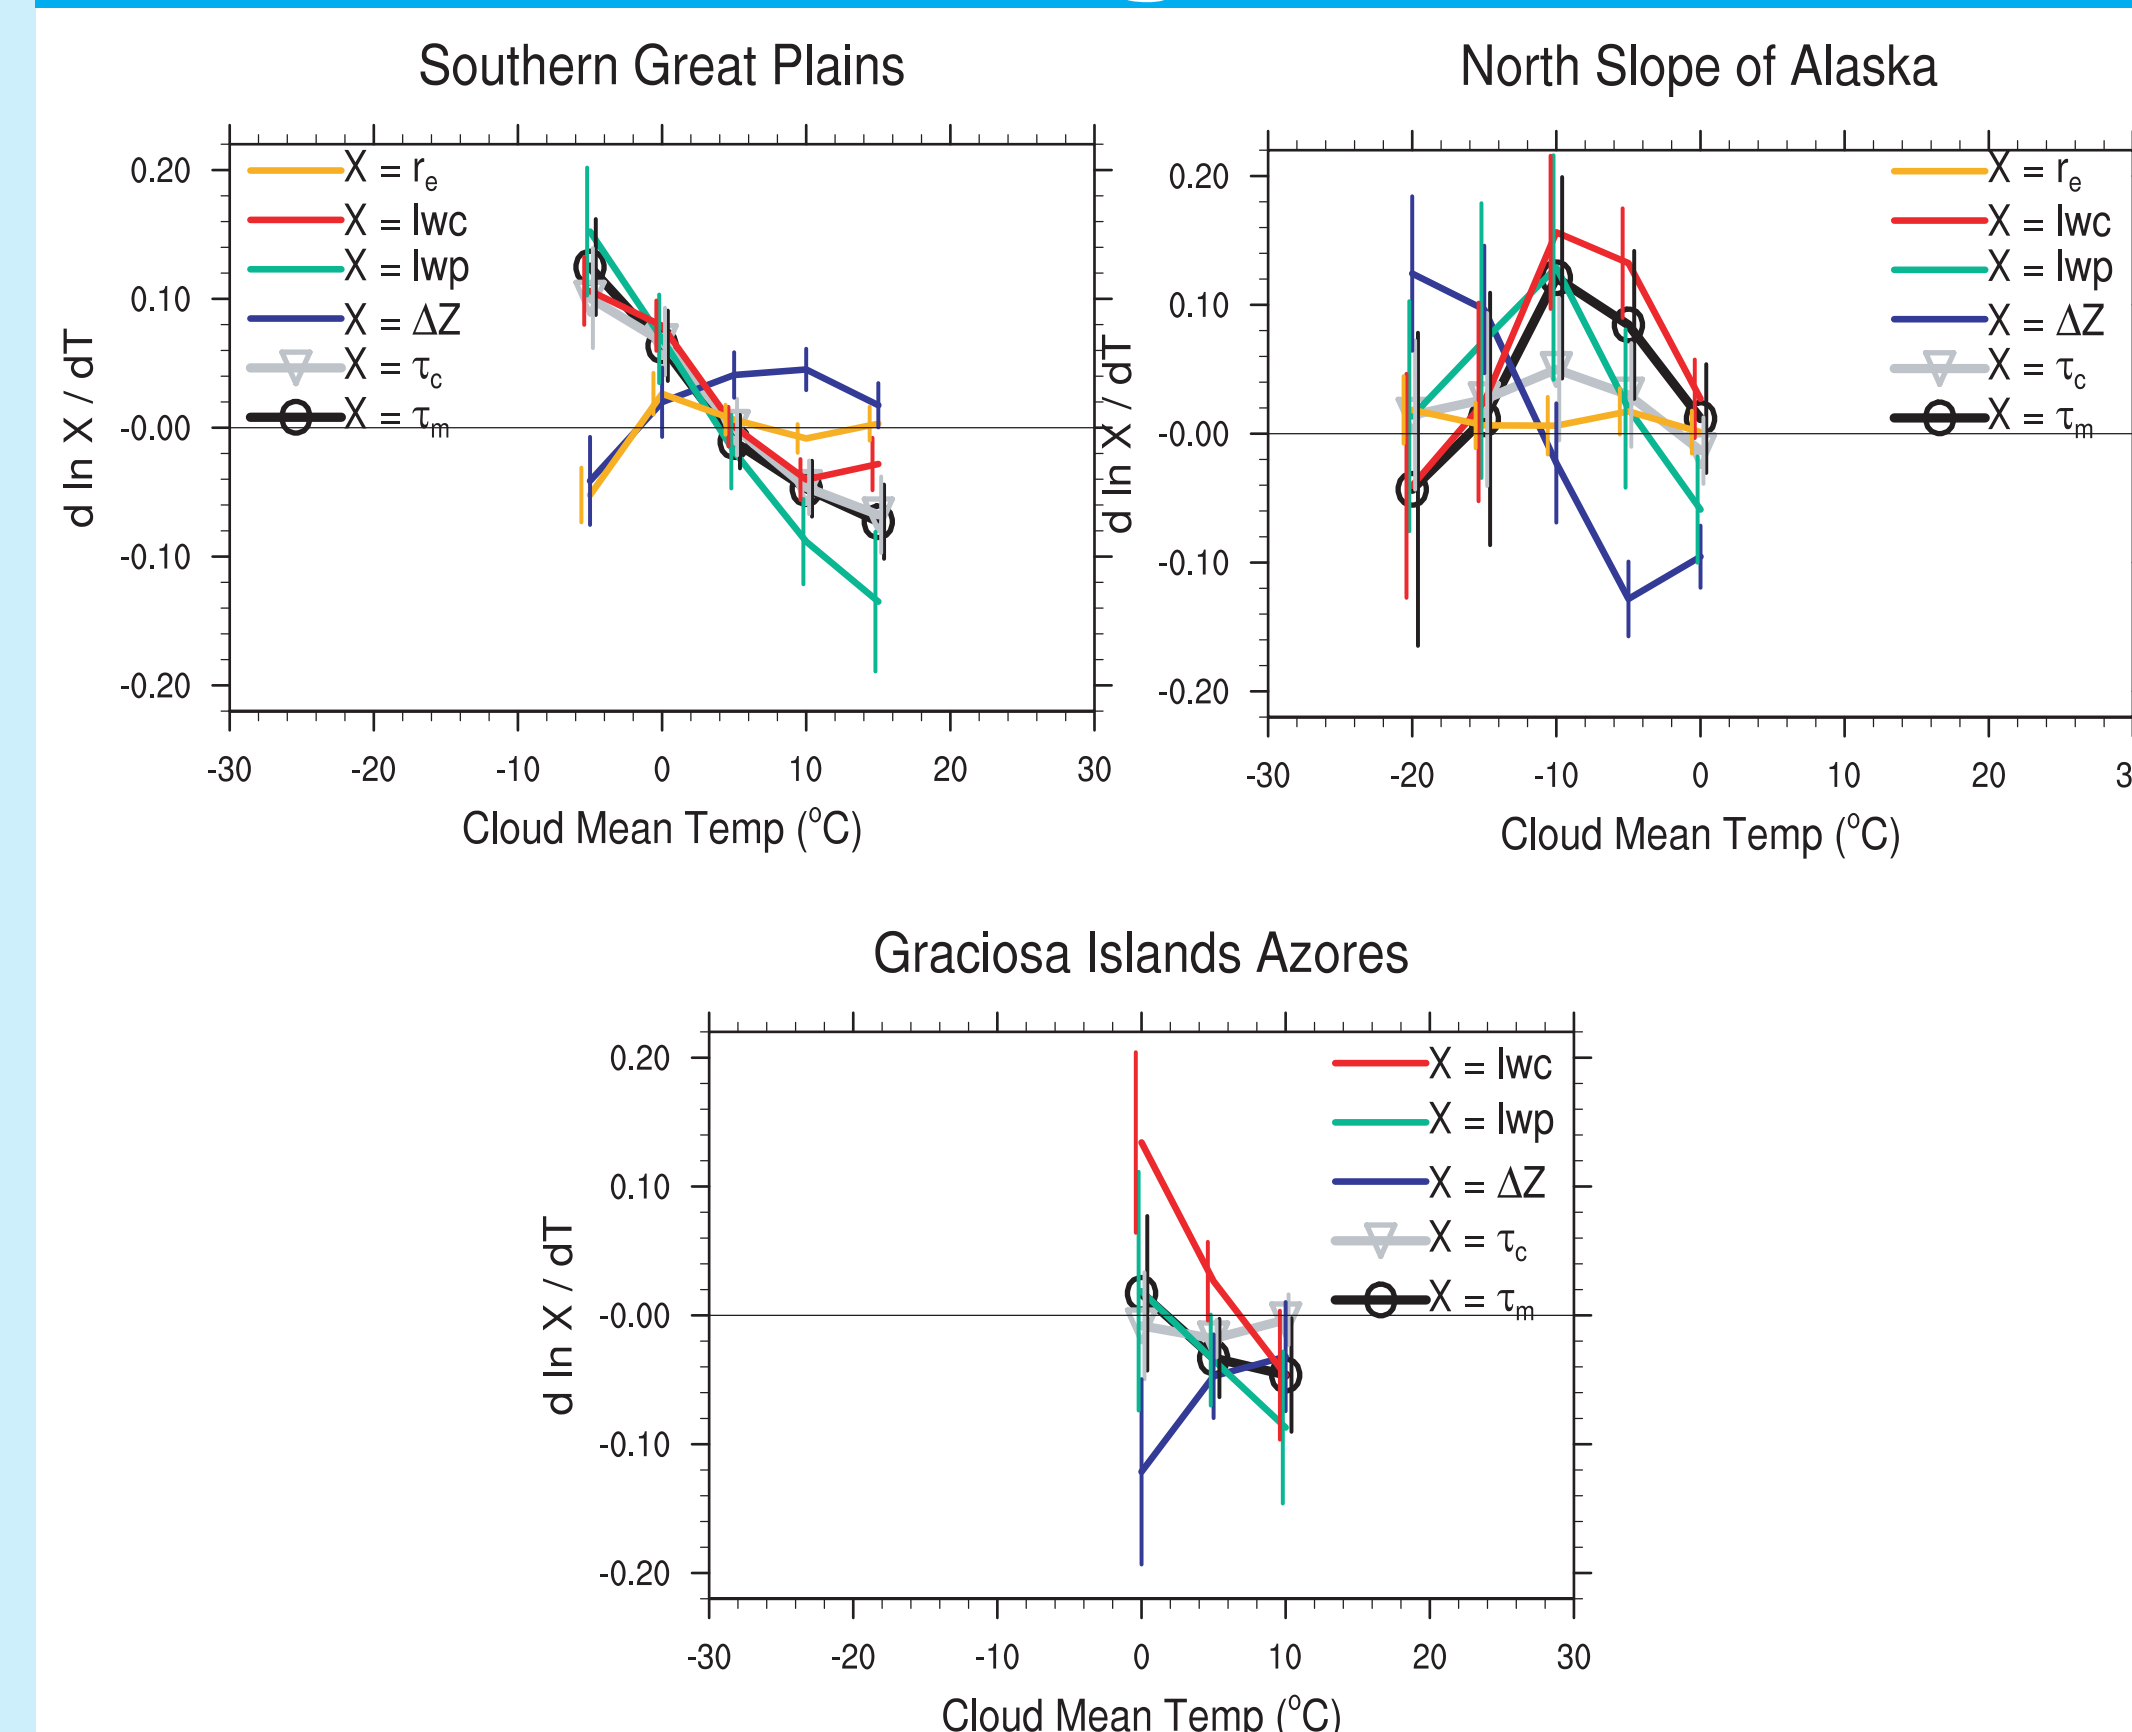 Southern Great Plains
0.20
0.10
-0.00
-0.10
-0.20
d ln X / dT
X = rₑ
X = lwc
X = lwp
X = ΔZ
X = τ_c
X = τₘ
-30 -20 -10 0 10 20 30
Cloud Mean Temp (°C)
North Slope of Alaska
0.20
0.10
-0.00
-0.10
-0.20
d ln X / dT
X = rₑ
X = lwc
X = lwp
X = ΔZ
X = τ_c
X = τₘ
-30 -20 -10 0 10 20
Cloud Mean Temp (°C)
Graciosa Islands Azores
0.20
0.10
-0.00
-0.10
-0.20
d ln X / dT
X = lwc
X = lwp
X = ΔZ
X = τ_c
X = τₘ
-30 -20 -10 0 10 20 30
Cloud Mean Temp (°C)